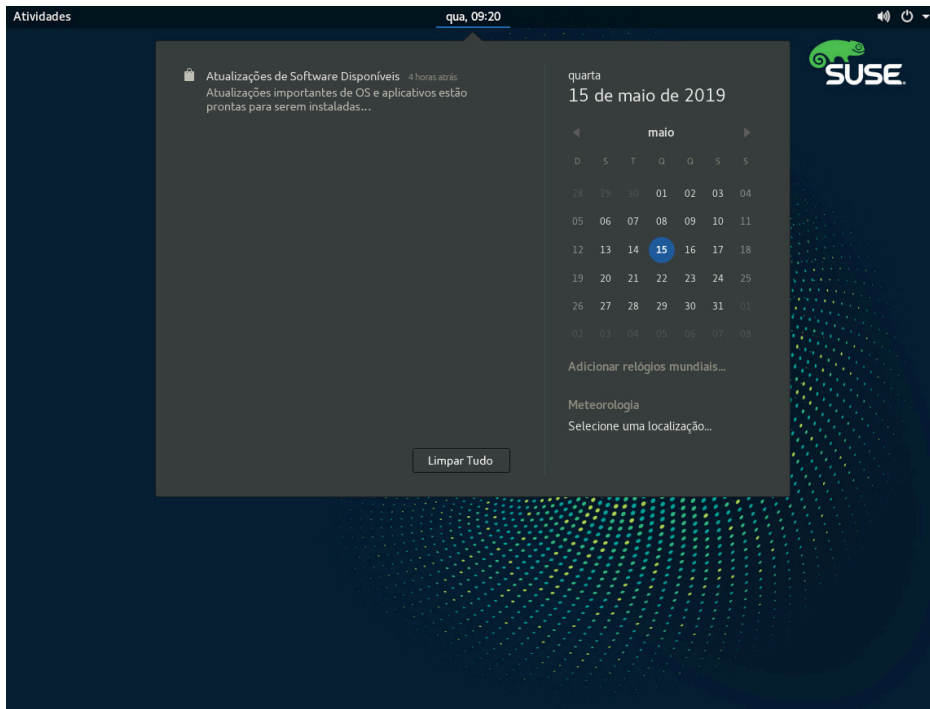 Atividades
qua, 09:20
SUSE.
Atualizações de Software Disponíveis 4 horas atrás
Atualizações importantes de OS e aplicativos estão
prontas para serem instaladas...
Limpar Tudo
quarta
15 de maio de 2019
maio
D S T Q Q S S
28 29 30 01 02 03 04
05 06 07 08 09 10 11
12 13 14 15 16 17 18
19 20 21 22 23 24 25
26 27 28 29 30 31 01
02 03 04 05 06 07 08
Adicionar relógios mundiais...
Meteorologia
Selecione uma localização...